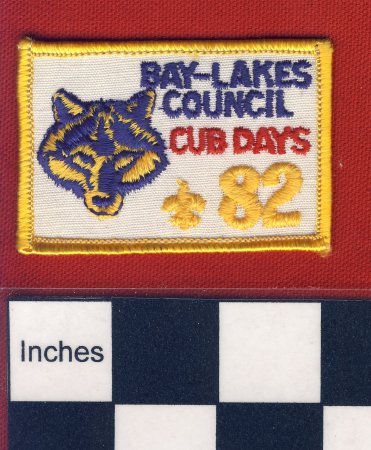 BAY-LAKES
COUNCIL
CUB DAYS
82
Inches